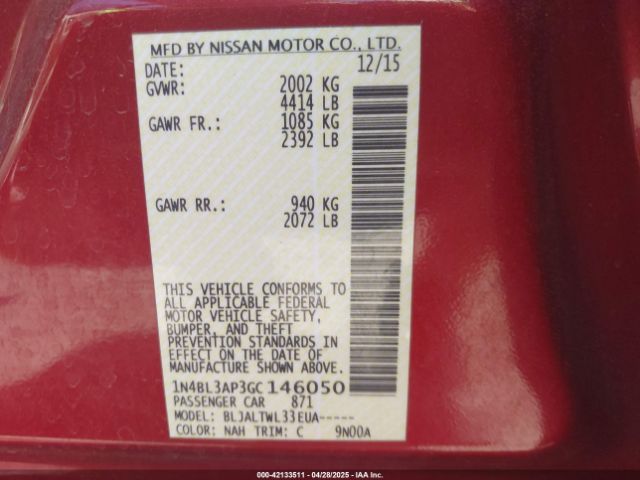 MFD BY NISSAN MOTOR CO., LTD.
DATE: 12/15
GVWR: 2002 KG
4414 LB
GAWR FR.: 1085 KG
2392 LB
GAWR RR.: 940 KG
2072 LB
THIS VEHICLE CONFORMS TO
ALL APPLICABLE FEDERAL
MOTOR VEHICLE SAFETY,
BUMPER, AND THEFT
PREVENTION STANDARDS IN
EFFECT ON THE DATE OF
MANUFACTURE SHOWN ABOVE.
1N4BL3AP3GC146050
PASSENGER CAR 871
MODEL: BLJALTWL33EUA-----
COLOR: NAH TRIM: C 9N00A
000-42133511 - 04/28/2025 - IAA Inc.